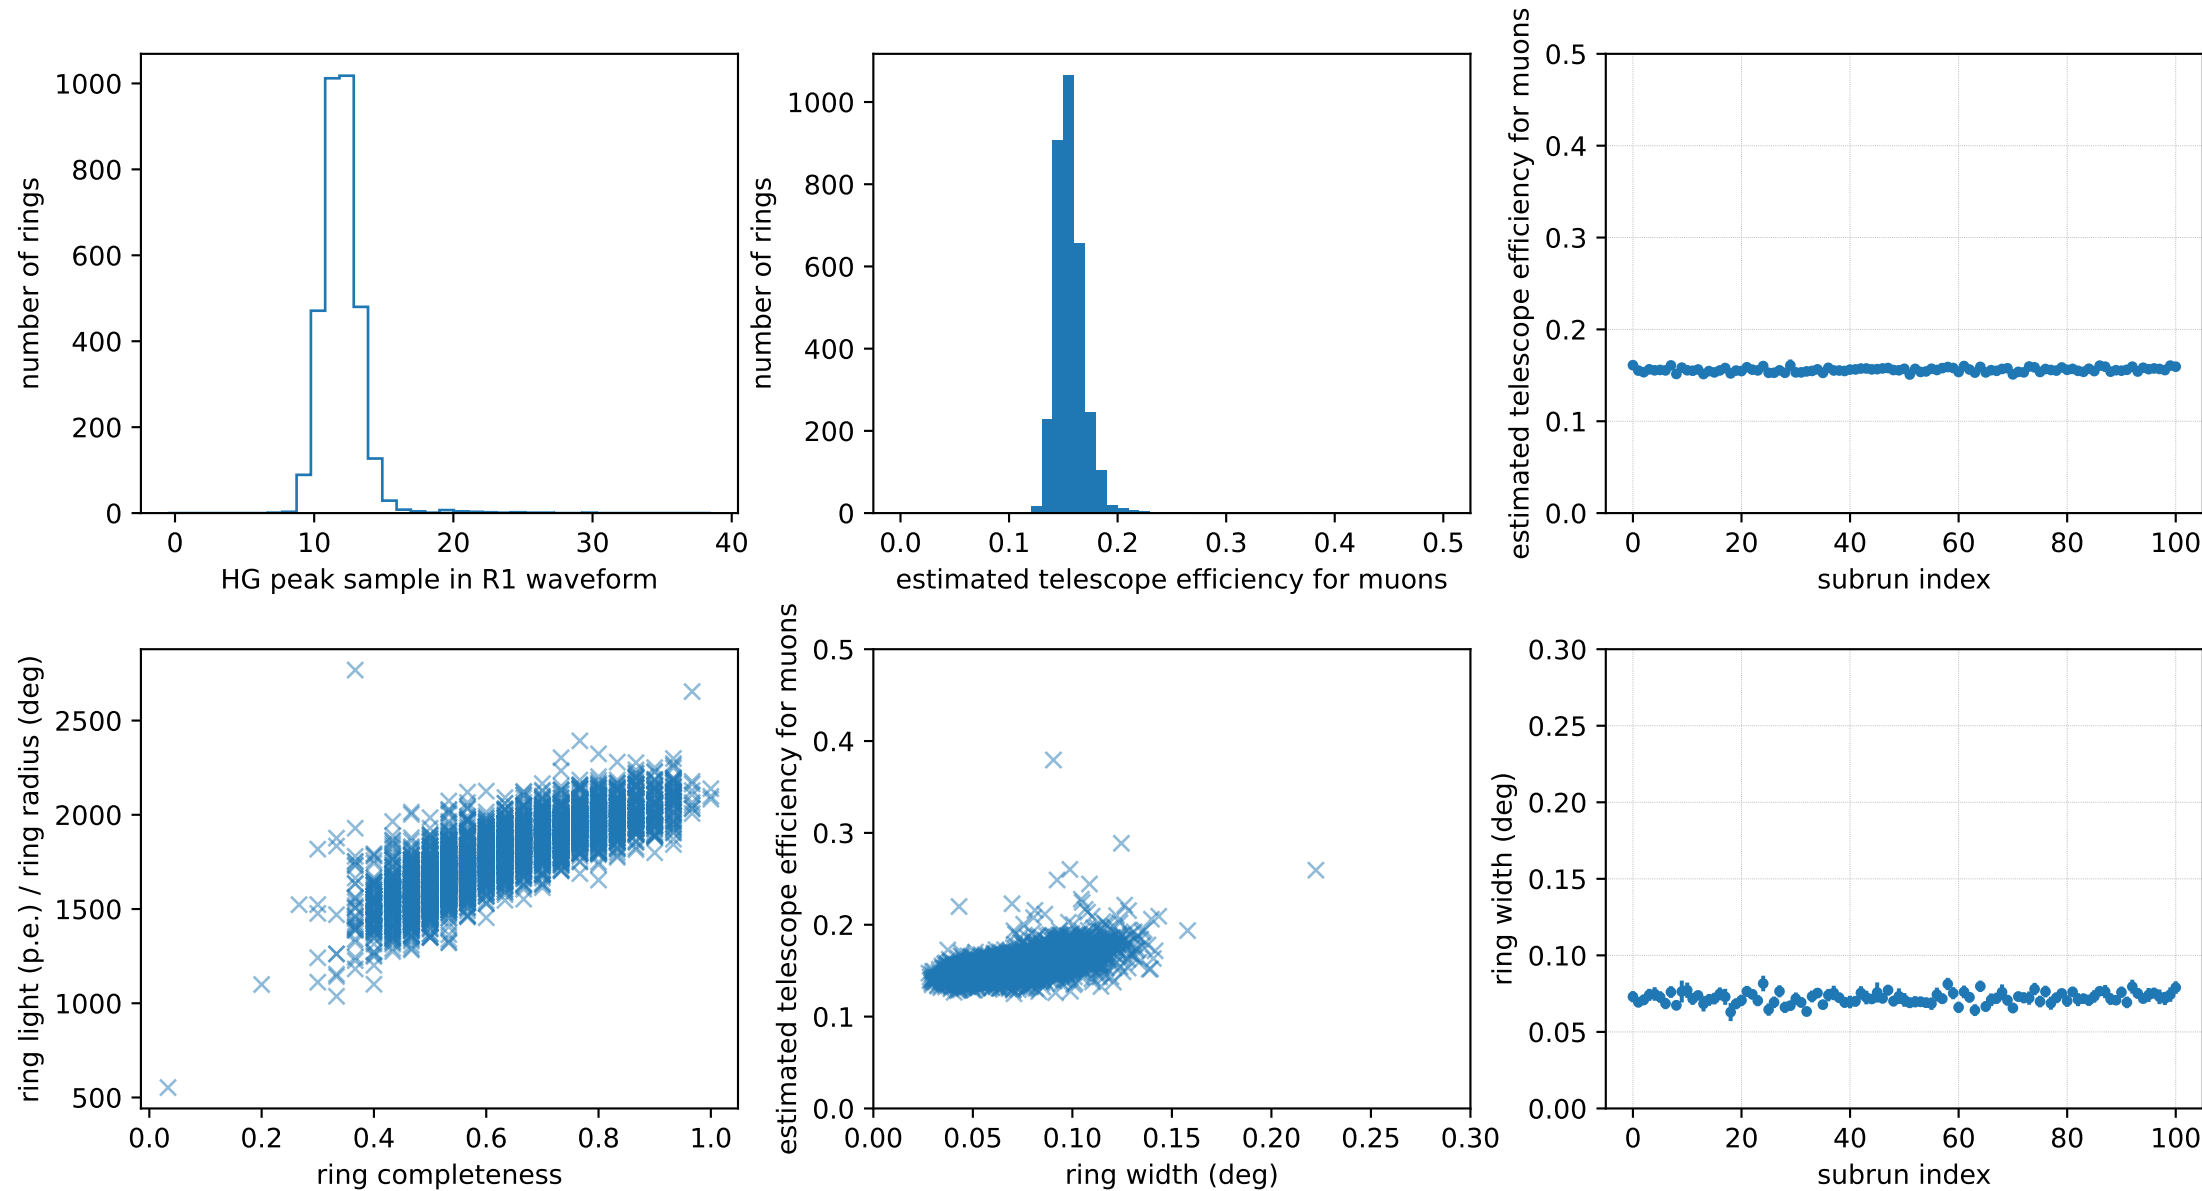 number of rings
1000
800
600
400
200
0
0 10 20 30 40
HG peak sample in R1 waveform
number of rings
1000
800
600
400
200
0
0.0 0.1 0.2 0.3 0.4 0.5
estimated telescope efficiency for muons
estimated telescope efficiency for muons
0.5
0.4
0.3
0.2
0.1
0.0
0 20 40 60 80 100
subrun index
ring light (p.e.) / ring radius (deg)
2500
2000
1500
1000
500
0.0 0.2 0.4 0.6 0.8 1.0
ring completeness
estimated telescope efficiency for muons
0.5
0.4
0.3
0.2
0.1
0.0
0.00 0.05 0.10 0.15 0.20 0.25 0.30
ring width (deg)
ring width (deg)
0.30
0.25
0.20
0.15
0.10
0.05
0.00
0 20 40 60 80 100
subrun index